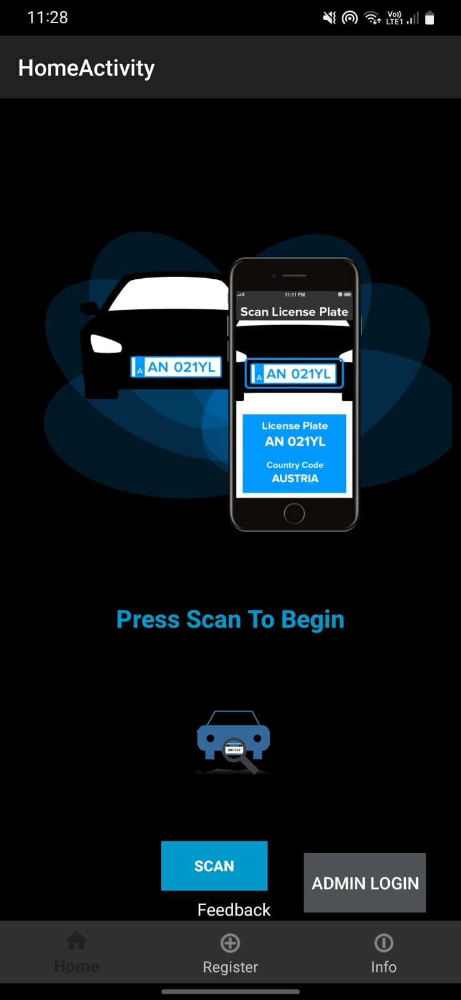 11:28
Vo))
LTE1
HomeActivity
11:11 PM
Scan License Plate
A AN 021YL
A AN 021YL
License Plate
AN 021YL
Country Code
AUSTRIA
Press Scan To Begin
ABC-123
SCAN
ADMIN LOGIN
Feedback
Home
Register
Info